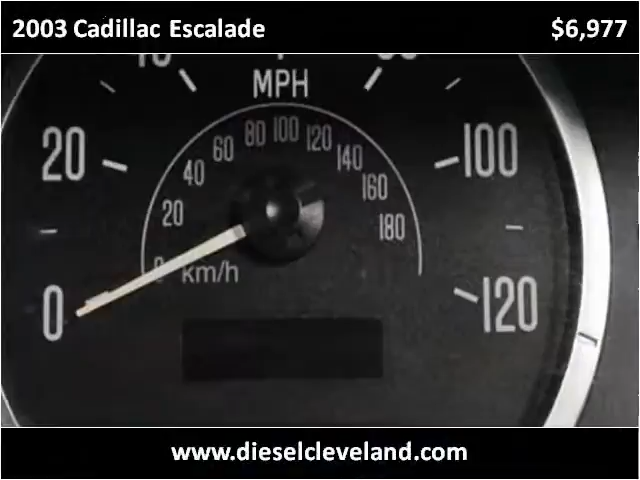 2003 Cadillac Escalade $6,977
MPH
20 100
80 100 120
60 140
40 160
20 180
0 km/h
0 120
www.dieselcleveland.com